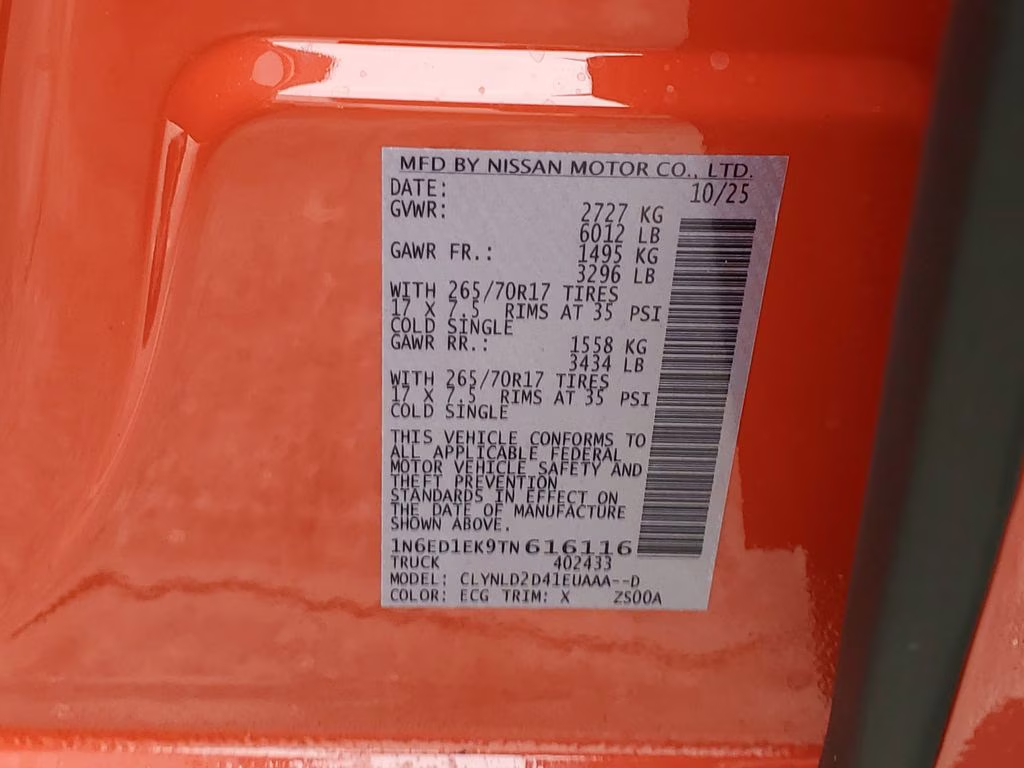 MFD BY NISSAN MOTOR CO., LTD.
DATE: 10/25
GVWR: 2727 KG
6012 LB
GAWR FR.: 1495 KG
3296 LB
WITH 265/70R17 TIRES
17 X 7.5 RIMS AT 35 PSI
COLD SINGLE
GAWR RR.: 1558 KG
3434 LB
WITH 265/70R17 TIRES
17 X 7.5 RIMS AT 35 PSI
COLD SINGLE
THIS VEHICLE CONFORMS TO
ALL APPLICABLE FEDERAL
MOTOR VEHICLE SAFETY AND
THEFT PREVENTION
STANDARDS IN EFFECT ON
THE DATE OF MANUFACTURE
SHOWN ABOVE.
1N6ED1EK9TN616116
TRUCK 402433
MODEL: CLYNLD2D41EUAAA--D
COLOR: ECG TRIM: X ZS00A